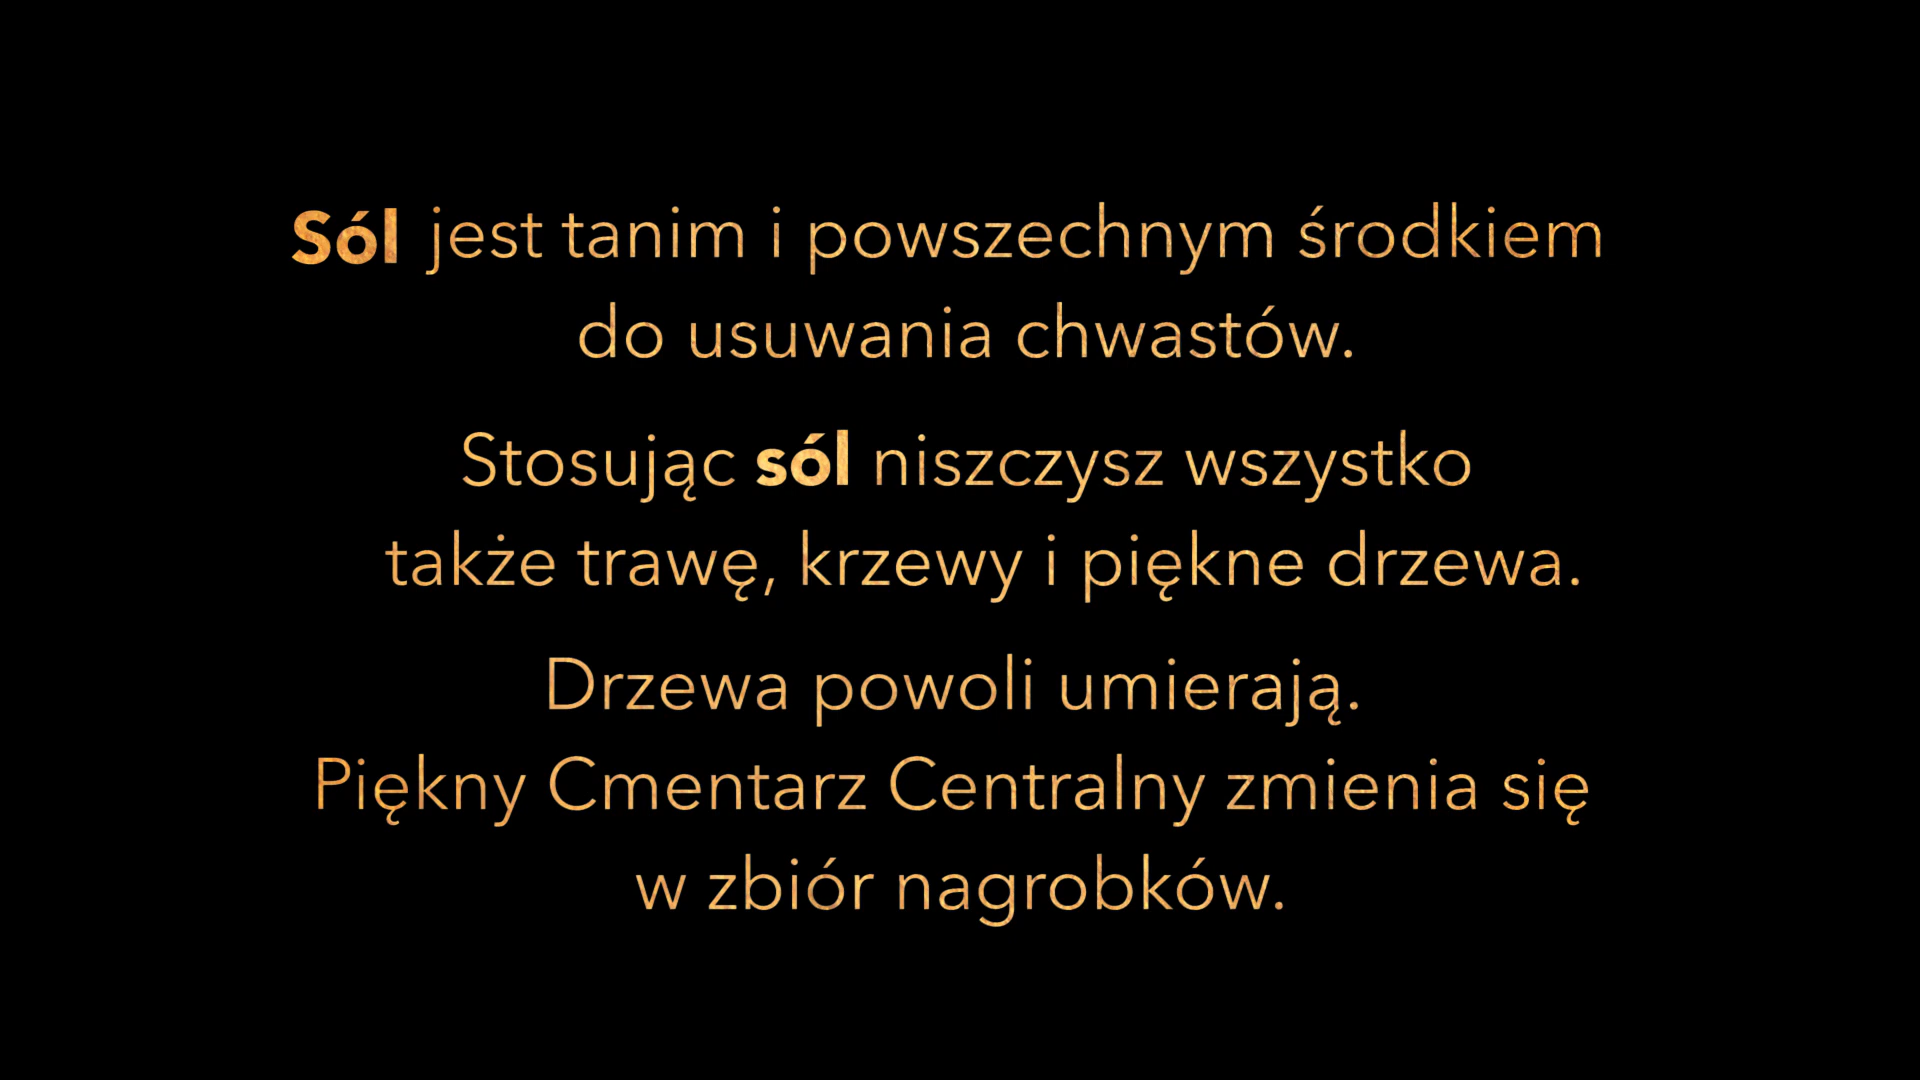 Sól jest tanim i powszechnym środkiem
do usuwania chwastów.
Stosując sól niszczysz wszystko
także trawę, krzewy i piękne drzewa.
Drzewa powoli umierają.
Piękny Cmentarz Centralny zmienia się
w zbiór nagrobków.